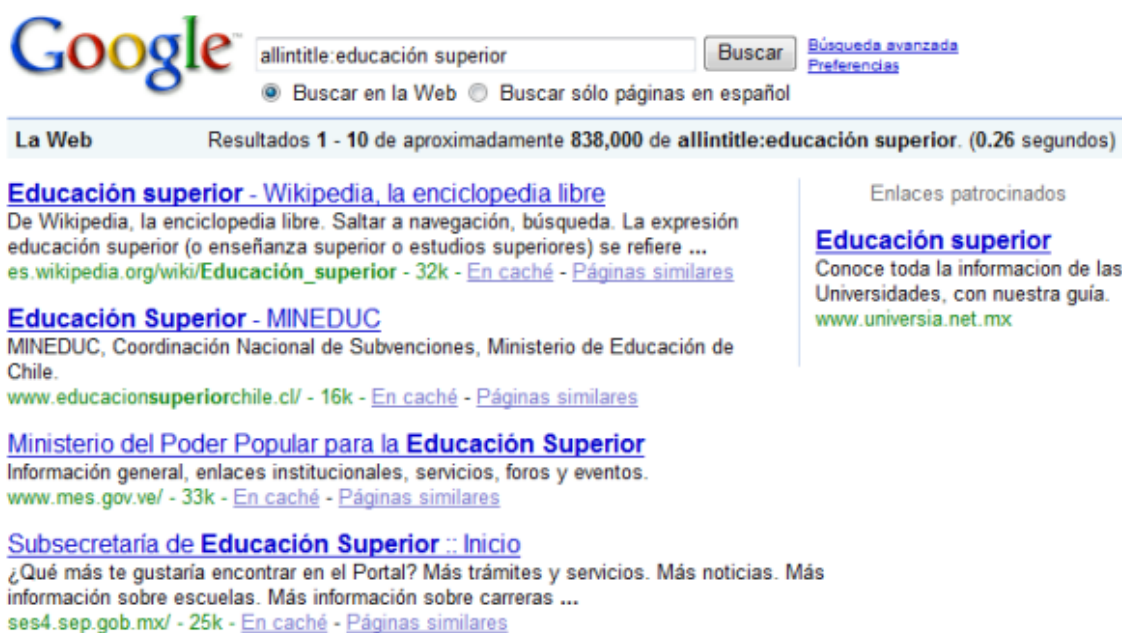 Google™
allintitle:educación superior
Buscar
Búsqueda avanzada
Preferencias
Buscar en la Web Buscar sólo páginas en español
La Web Resultados 1 - 10 de aproximadamente 838,000 de allintitle:educación superior. (0.26 segundos)
Educación superior - Wikipedia, la enciclopedia libre
De Wikipedia, la enciclopedia libre. Saltar a navegación, búsqueda. La expresión
educación superior (o enseñanza superior o estudios superiores) se refiere ...
es.wikipedia.org/wiki/Educación_superior - 32k - En caché - Páginas similares
Educación Superior - MINEDUC
MINEDUC, Coordinación Nacional de Subvenciones, Ministerio de Educación de
Chile.
www.educacionsuperiorchile.cl/ - 16k - En caché - Páginas similares
Ministerio del Poder Popular para la Educación Superior
Información general, enlaces institucionales, servicios, foros y eventos.
www.mes.gov.ve/ - 33k - En caché - Páginas similares
Subsecretaría de Educación Superior :: Inicio
¿Qué más te gustaría encontrar en el Portal? Más trámites y servicios. Más noticias. Más
información sobre escuelas. Más información sobre carreras ...
ses4.sep.gob.mx/ - 25k - En caché - Páginas similares
Enlaces patrocinados
Educación superior
Conoce toda la informacion de las
Universidades, con nuestra guía.
www.universia.net.mx